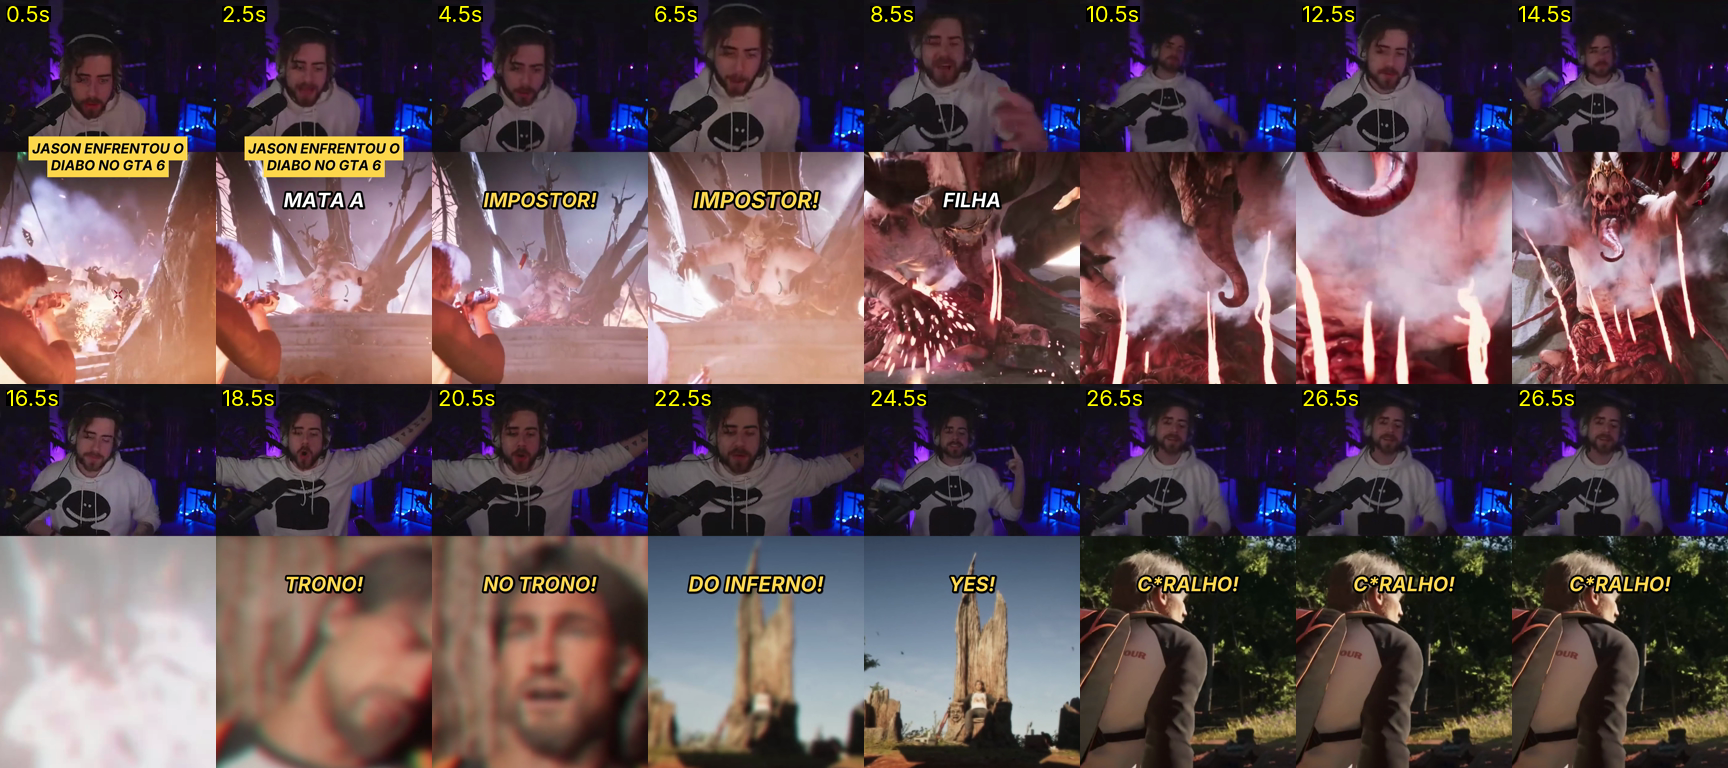 0.5s
2.5s
4.5s
6.5s
8.5s
10.5s
12.5s
14.5s
JASON ENFRENTOU O
DIABO NO GTA 6
JASON ENFRENTOU O
DIABO NO GTA 6
MATA A
IMPOSTOR!
IMPOSTOR!
FILHA
16.5s
18.5s
20.5s
22.5s
24.5s
26.5s
26.5s
26.5s
TRONO!
NO TRONO!
DO INFERNO!
YES!
C*RALHO!
C*RALHO!
C*RALHO!
OUR
OUR
OUR